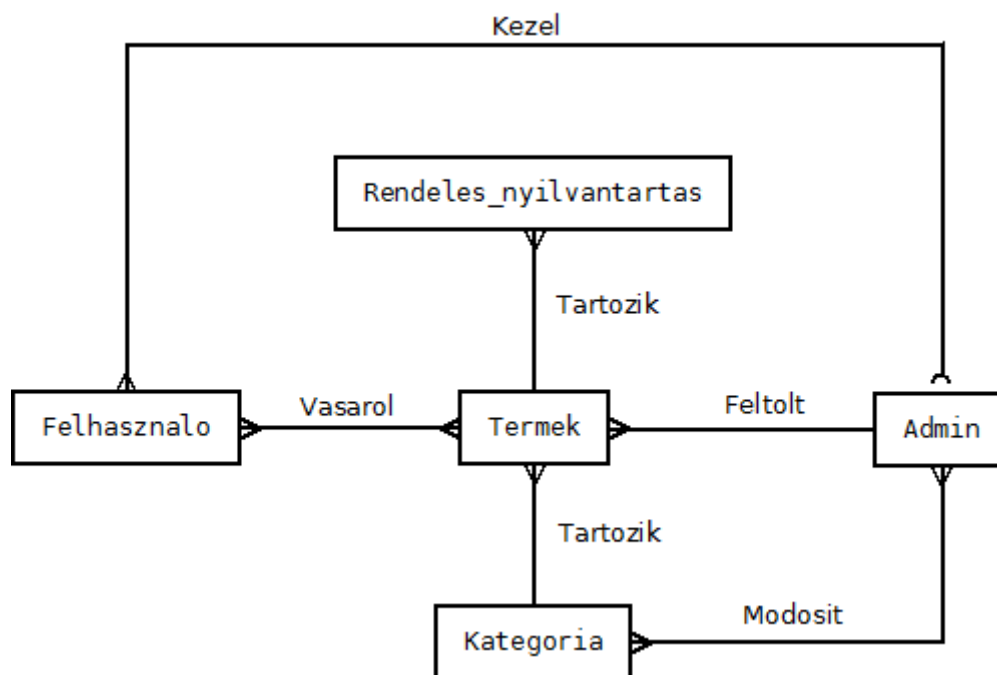 Kezel
Rendeles_nyilvantartas
Tartozik
Felhasznalo
Vasarol
Termek
Feltolt
Admin
Tartozik
Kategoria
Modosit